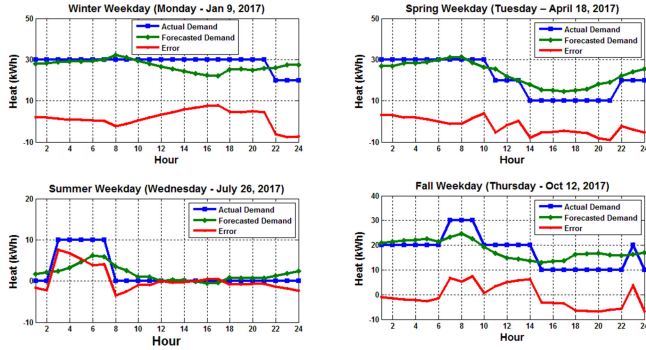 Winter Weekday (Monday - Jan 9, 2017)
Heat (kWh)
50
30
10
-10
Actual Demand
Forecasted Demand
Error
2 4 6 8 10 12 14 16 18 20 22 24
Hour
Spring Weekday (Tuesday – April 18, 2017)
Heat (kWh)
50
30
10
-10
Actual Demand
Forecasted Demand
Error
2 4 6 8 10 12 14 16 18 20 22 24
Hour
Summer Weekday (Wednesday - July 26, 2017)
Heat (kWh)
20
10
0
-10
Actual Demand
Forecasted Demand
Error
2 4 6 8 10 12 14 16 18 20 22 24
Hour
Fall Weekday (Thursday - Oct 12, 2017)
Heat (kWh)
40
30
20
10
0
-10
Actual Demand
Forecasted Demand
Error
2 4 6 8 10 12 14 16 18 20 22 24
Hour